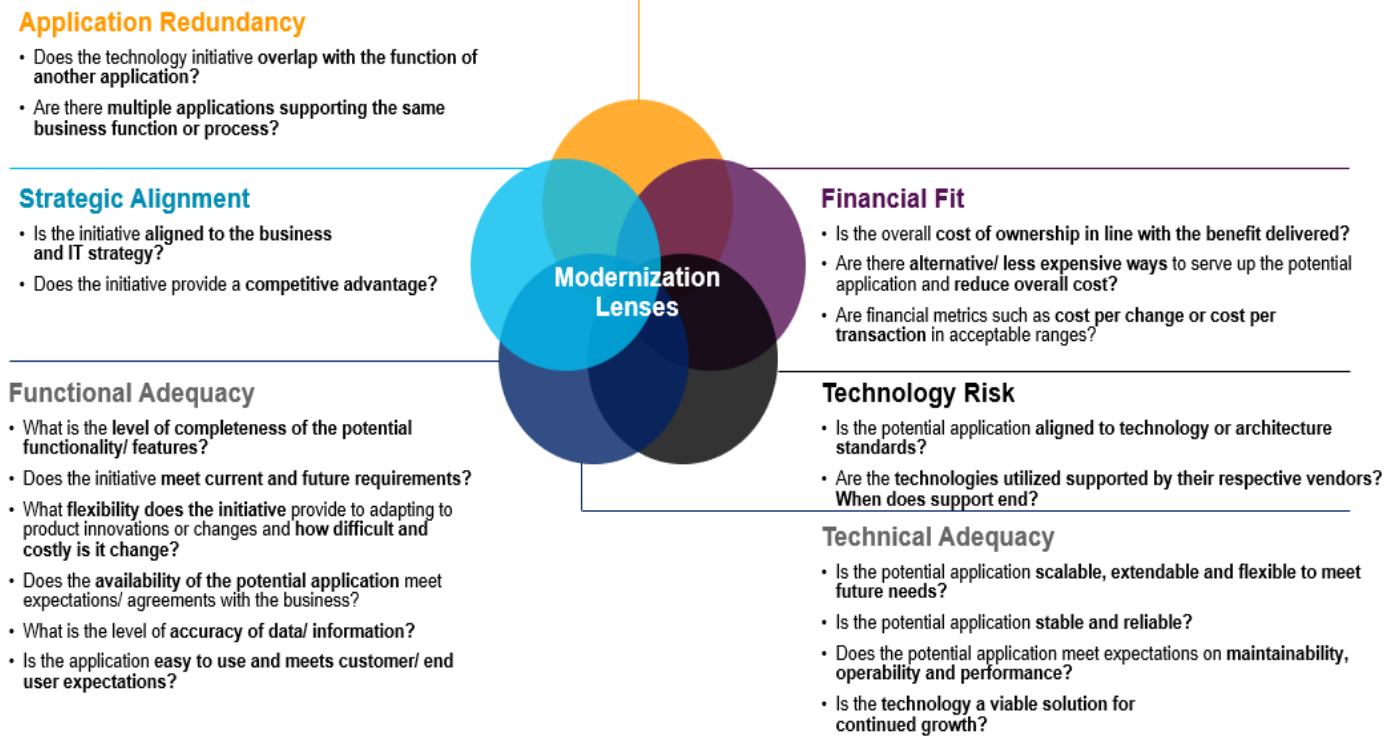 Application Redundancy
• Does the technology initiative overlap with the function of
another application?
• Are there multiple applications supporting the same
business function or process?
Strategic Alignment
• Is the initiative aligned to the business
and IT strategy?
• Does the initiative provide a competitive advantage?
Functional Adequacy
• What is the level of completeness of the potential
functionality/ features?
• Does the initiative meet current and future requirements?
• What flexibility does the initiative provide to adapting to
product innovations or changes and how difficult and
costly is it change?
• Does the availability of the potential application meet
expectations/ agreements with the business?
• What is the level of accuracy of data/ information?
• Is the application easy to use and meets customer/ end
user expectations?
Modernization
Lenses
Financial Fit
• Is the overall cost of ownership in line with the benefit delivered?
• Are there alternative/ less expensive ways to serve up the potential
application and reduce overall cost?
• Are financial metrics such as cost per change or cost per
transaction in acceptable ranges?
Technology Risk
• Is the potential application aligned to technology or architecture
standards?
• Are the technologies utilized supported by their respective vendors?
When does support end?
Technical Adequacy
• Is the potential application scalable, extendable and flexible to meet
future needs?
• Is the potential application stable and reliable?
• Does the potential application meet expectations on maintainability,
operability and performance?
• Is the technology a viable solution for
continued growth?